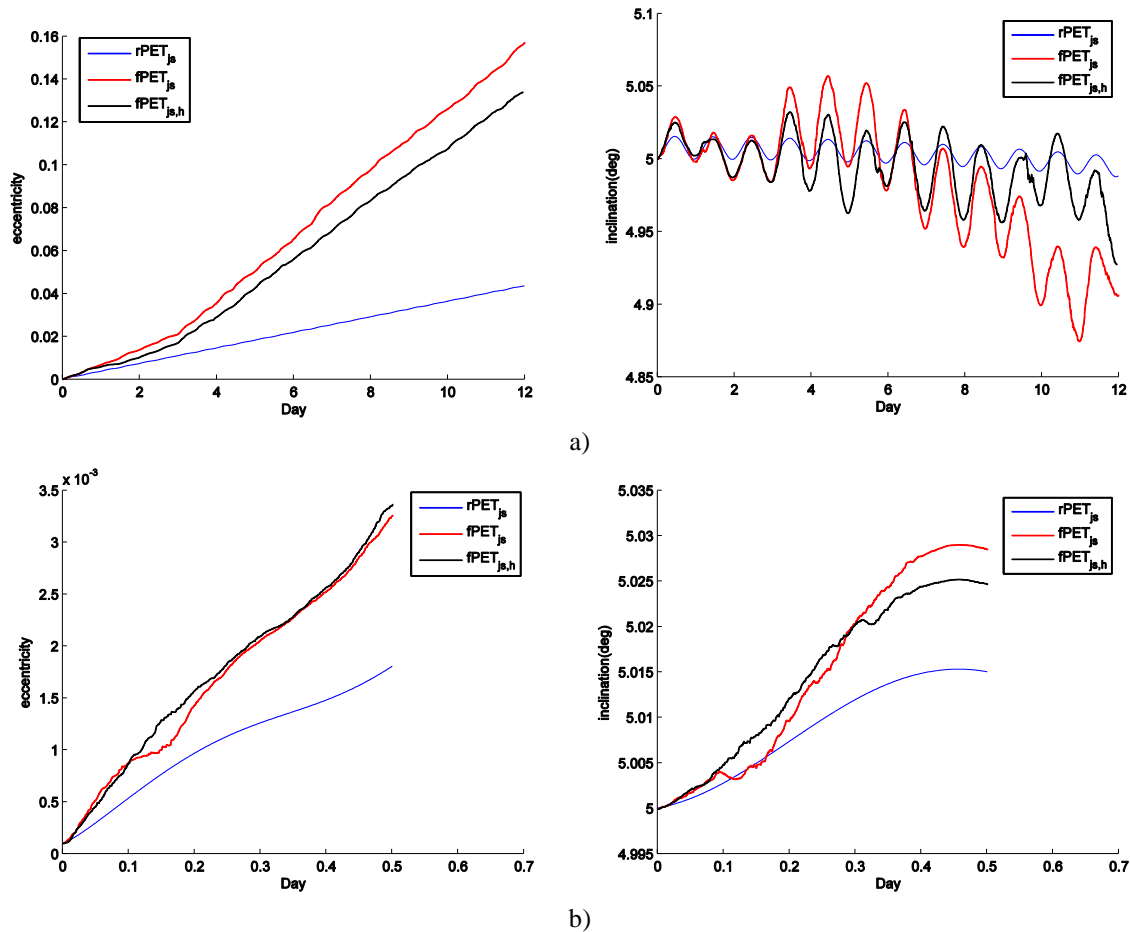 0.16
0.14
0.12
0.1
0.08
0.06
0.04
0.02
0
eccentricity
0 2 4 6 8 10 12
Day
rPETjs
fPETjs
fPETjs,h
5.1
5.05
5
4.95
4.9
4.85
inclination(deg)
0 2 4 6 8 10 12
Day
rPETjs
fPETjs
fPETjs,h
a)
x 10-3
3.5
3
2.5
2
1.5
1
0.5
0
eccentricity
0 0.1 0.2 0.3 0.4 0.5 0.6 0.7
Day
rPETjs
fPETjs
fPETjs,h
5.035
5.03
5.025
5.02
5.015
5.01
5.005
5
4.995
inclination(deg)
0 0.1 0.2 0.3 0.4 0.5 0.6 0.7
Day
rPETjs
fPETjs
fPETjs,h
b)